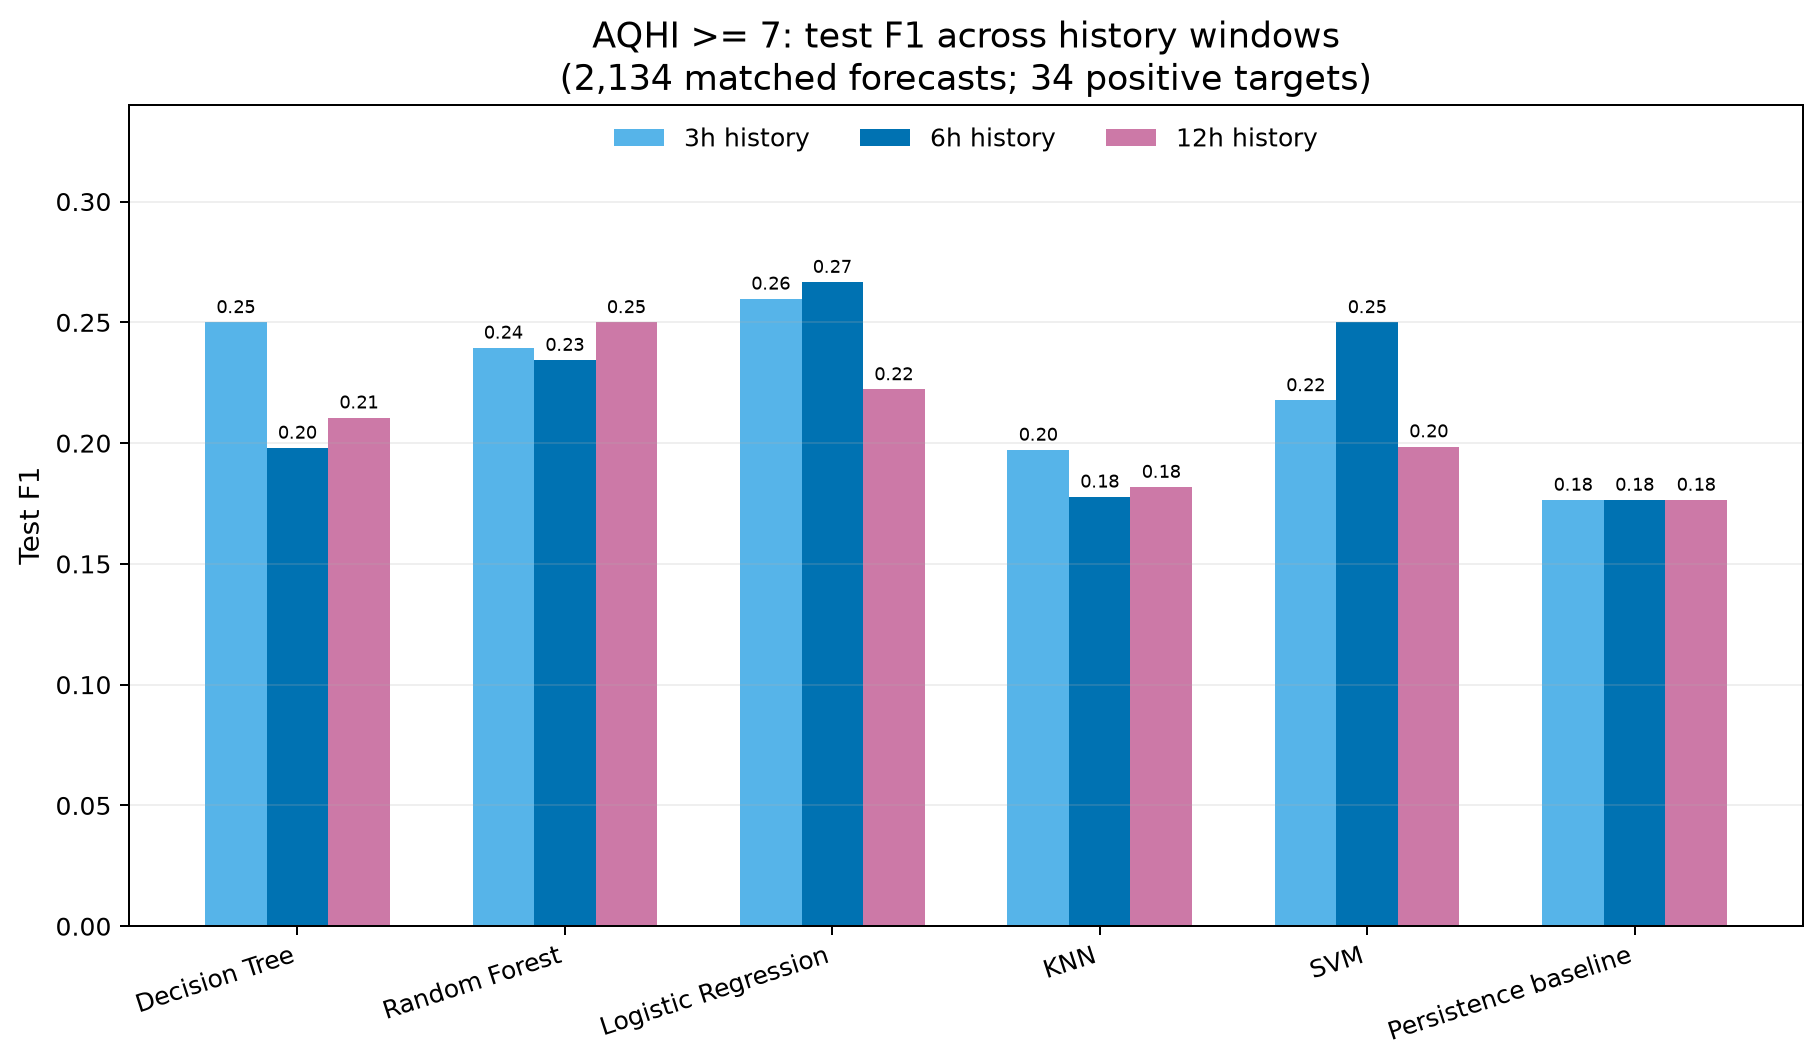 AQHI >= 7: test F1 across history windows
(2,134 matched forecasts; 34 positive targets)
3h history
6h history
12h history
Test F1
0.30
0.25
0.20
0.15
0.10
0.05
0.00
0.25
0.20
0.21
0.24
0.23
0.25
0.26
0.27
0.22
0.20
0.18
0.18
0.22
0.25
0.20
0.18
0.18
0.18
Decision Tree
Random Forest
Logistic Regression
KNN
SVM
Persistence baseline